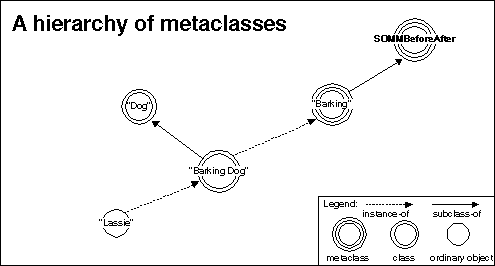 A hierarchy of metaclasses
SOMMBeforeAfter
"Dog"
"Barking"
"Barking Dog"
"Lassie"
Legend:
instance-of
subclass-of
metaclass
class
ordinary object